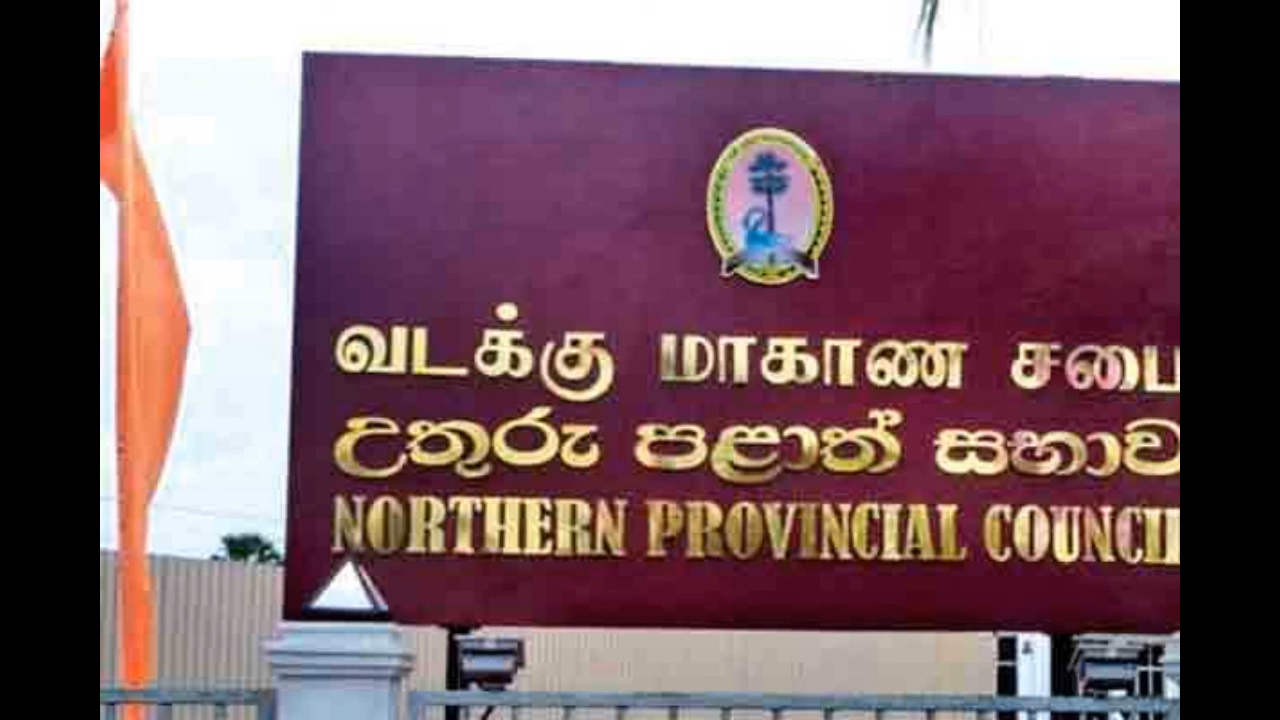 வடக்கு மாகாண சபை
උතුරු පළාත් සභාව
NORTHERN PROVINCIAL COUNCIL